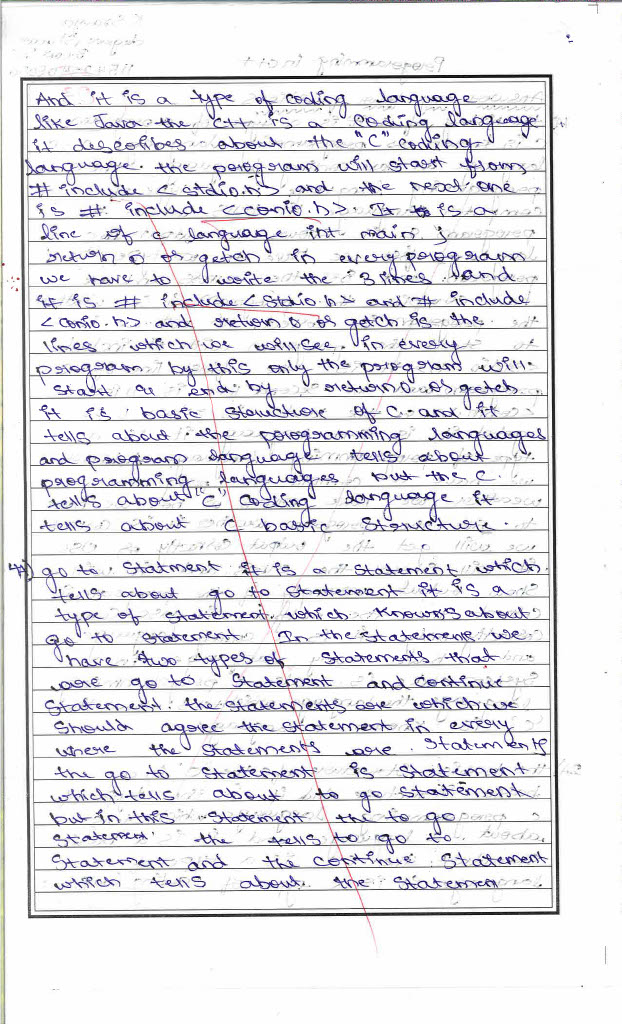 And it is a type of coding language
like Java the C++ is a coding language
it describes about the "C" coding
language. the program will start from
# include < stdio.h> and the next one
is # include <conio.h>. It is a
line of c language int main ;
return 0 or getch in every program
we have to write the 3 lines and
it is # include < Stdio.h> and # include
< conio.h> and return 0 or getch is the
lines which we will see in every
program by this only the program will
start & end by return 0 or getch
it is basic structure of C and it
tells about the programming languages
and program language tells about
programming languages but the C
tells about "C" coding language it
tells about C basic Structure.
4) go to Statment it is a statement which
tells about go to statement it is a
type of statement which knows about
go to statement In the statement we
have two types of statements that
are go to statement and continue
Statement. the statements are which we
should agree the statement in every
where the statements are. Statements
the go to statement is statement
which tells about to go statement
but in this statement the to go
statement the tells to go to
statement and the continue statement
which tells about the statemen